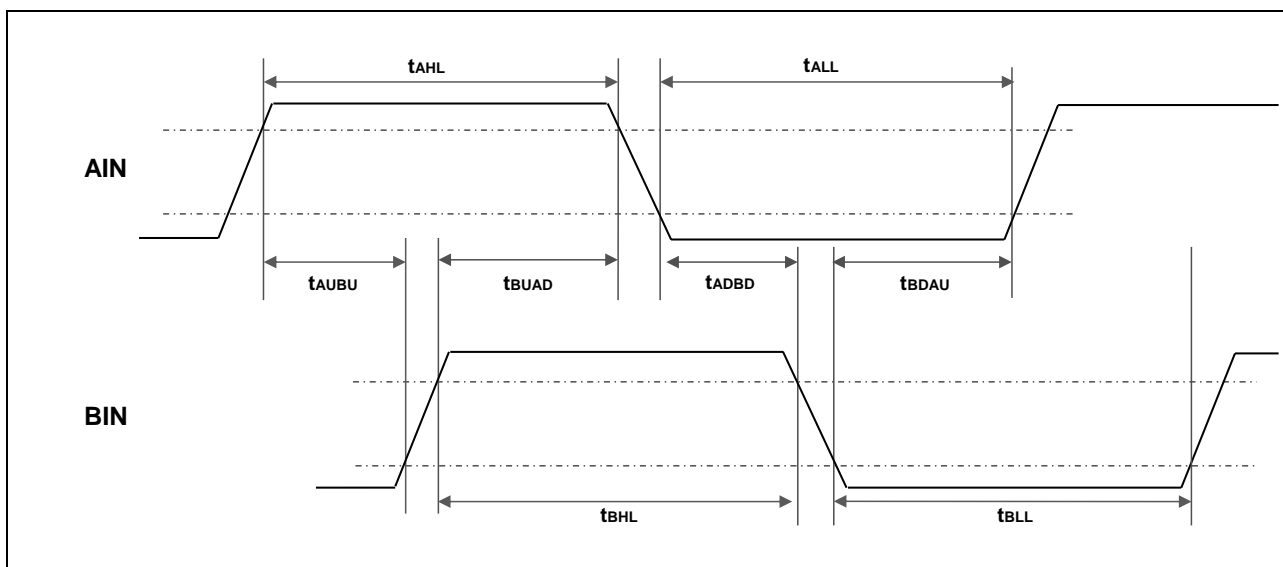 tAHL
tALL
AIN
tAUBU
tBUAD
tADBD
tBDAU
BIN
tBHL
tBLL